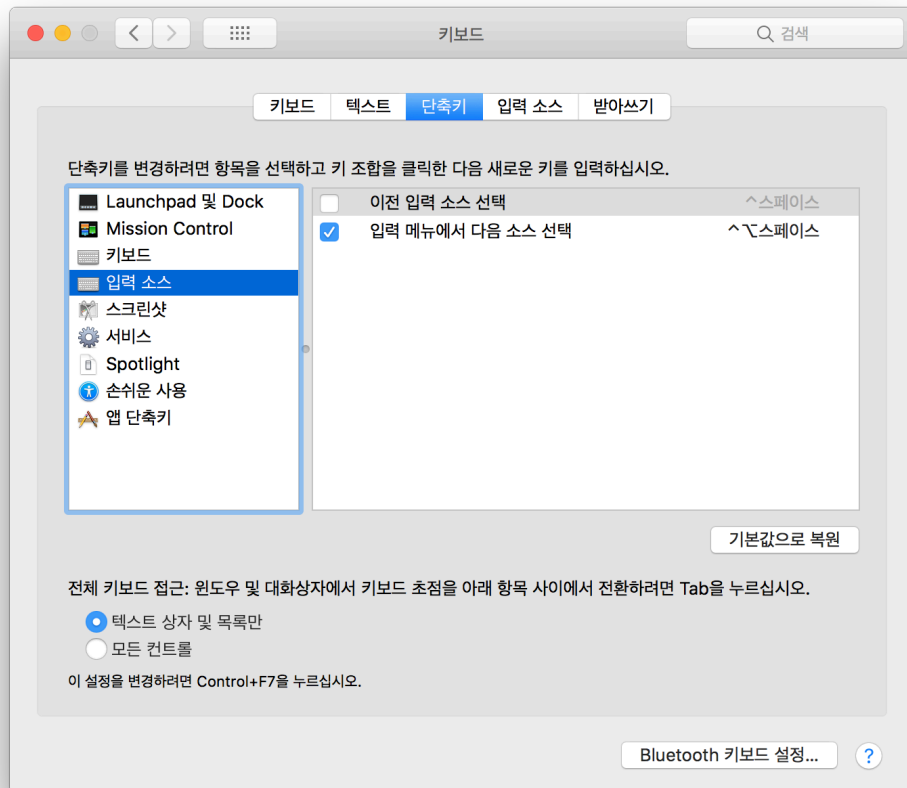 키보드
검색
키보드
텍스트
단축키
입력 소스
받아쓰기
단축키를 변경하려면 항목을 선택하고 키 조합을 클릭한 다음 새로운 키를 입력하십시오.
Launchpad 및 Dock
Mission Control
키보드
입력 소스
스크린샷
서비스
Spotlight
손쉬운 사용
앱 단축키
이전 입력 소스 선택 ^스페이스
입력 메뉴에서 다음 소스 선택 ^⌥스페이스
기본값으로 복원
전체 키보드 접근: 윈도우 및 대화상자에서 키보드 초점을 아래 항목 사이에서 전환하려면 Tab을 누르십시오.
텍스트 상자 및 목록만
모든 컨트롤
이 설정을 변경하려면 Control+F7을 누르십시오.
Bluetooth 키보드 설정...
?